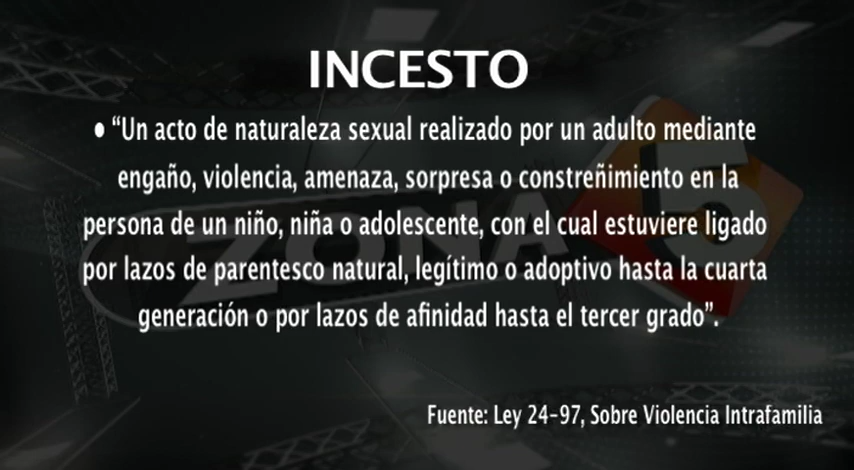 INCESTO
• “Un acto de naturaleza sexual realizado por un adulto mediante
engaño, violencia, amenaza, sorpresa o constreñimiento en la
persona de un niño, niña o adolescente, con el cual estuviere ligado
por lazos de parentesco natural, legítimo o adoptivo hasta la cuarta
generación o por lazos de afinidad hasta el tercer grado”.
Fuente: Ley 24-97, Sobre Violencia Intrafamilia
ZONA 5